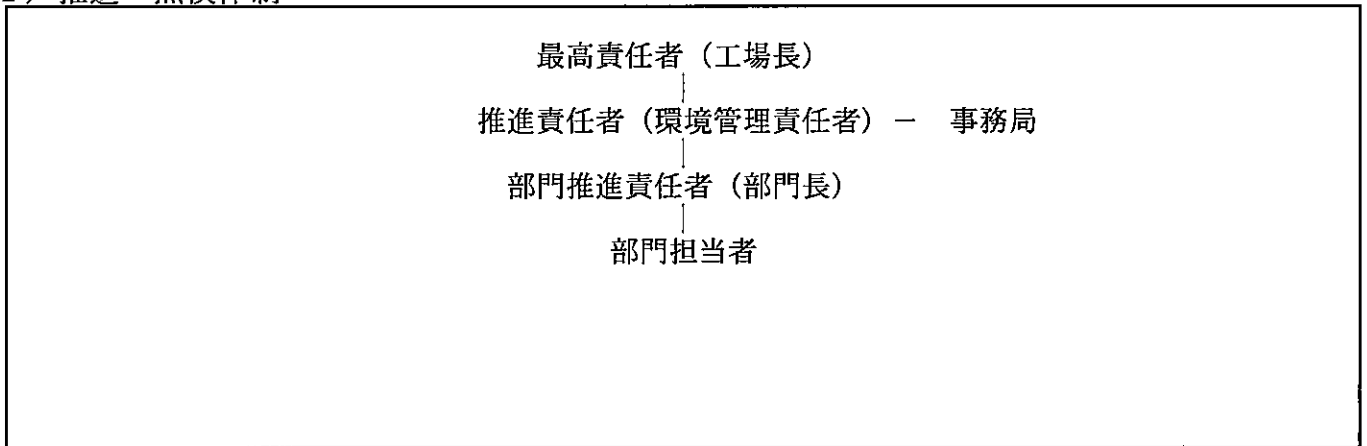 最高責任者（工場長）
推進責任者（環境管理責任者）－　事務局
部門推進責任者（部門長）
部門担当者